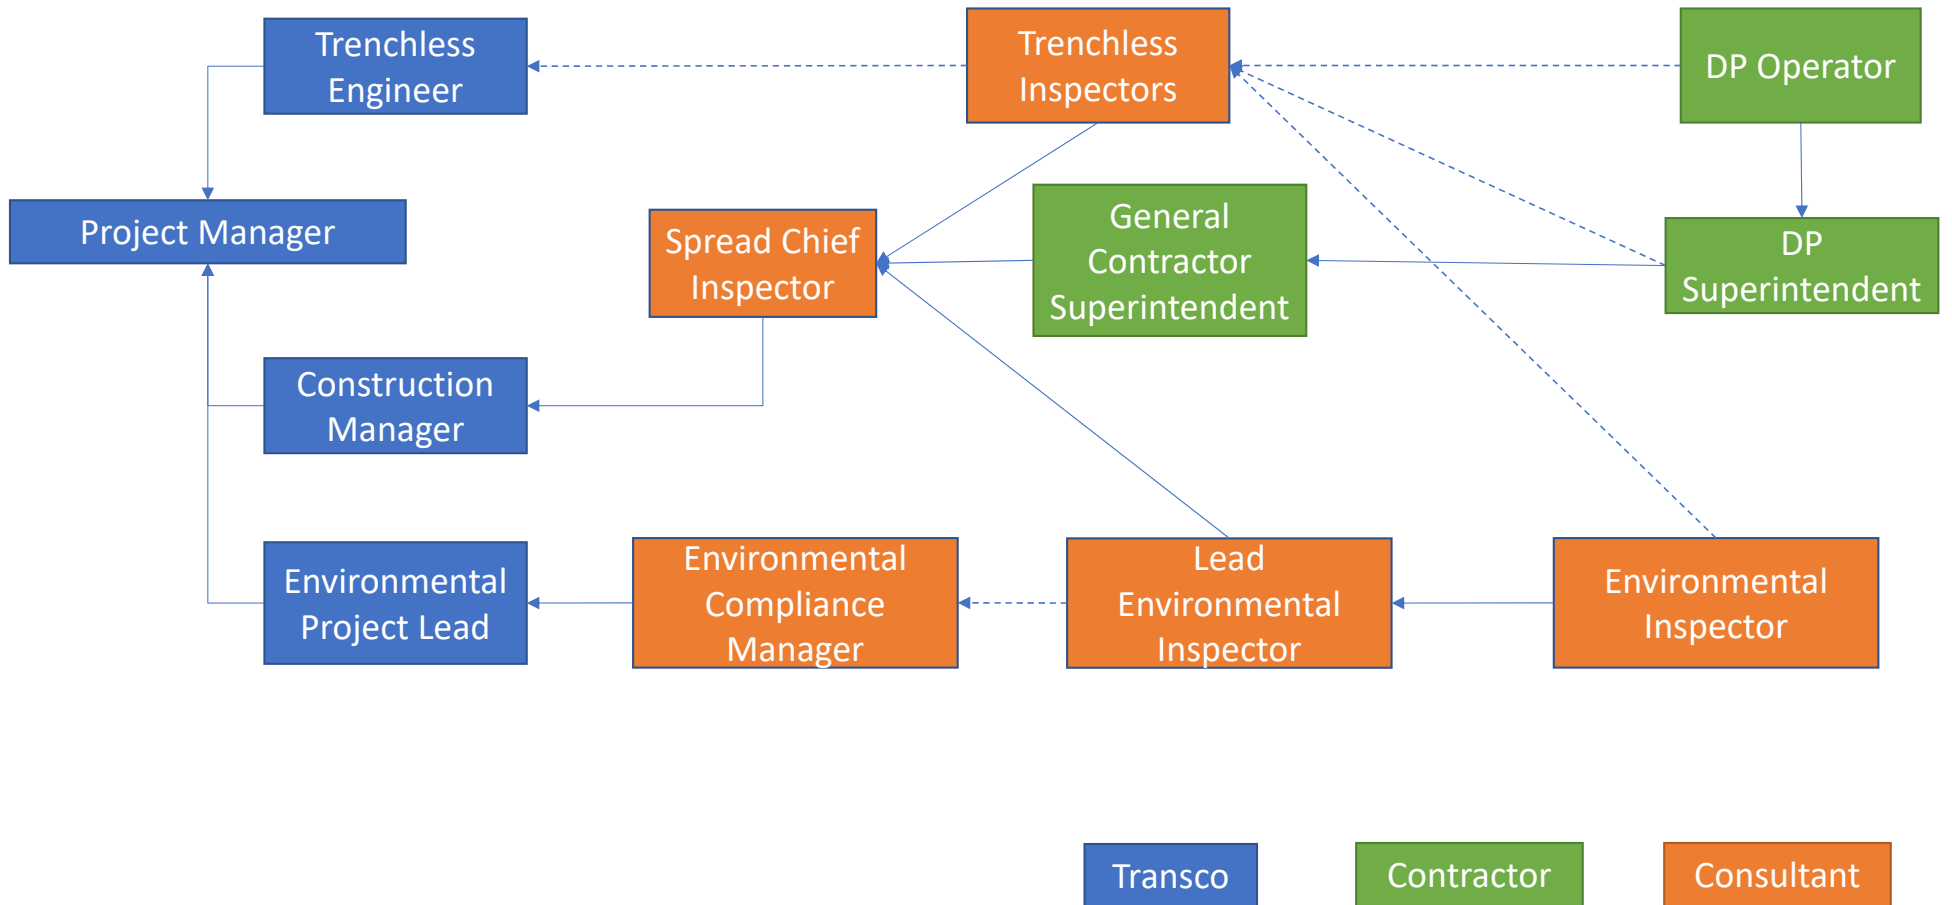 Trenchless
Engineer
Trenchless
Inspectors
DP Operator
Project Manager
Spread Chief
Inspector
General
Contractor
Superintendent
DP
Superintendent
Construction
Manager
Environmental
Project Lead
Environmental
Compliance
Manager
Lead
Environmental
Inspector
Environmental
Inspector
Transco
Contractor
Consultant